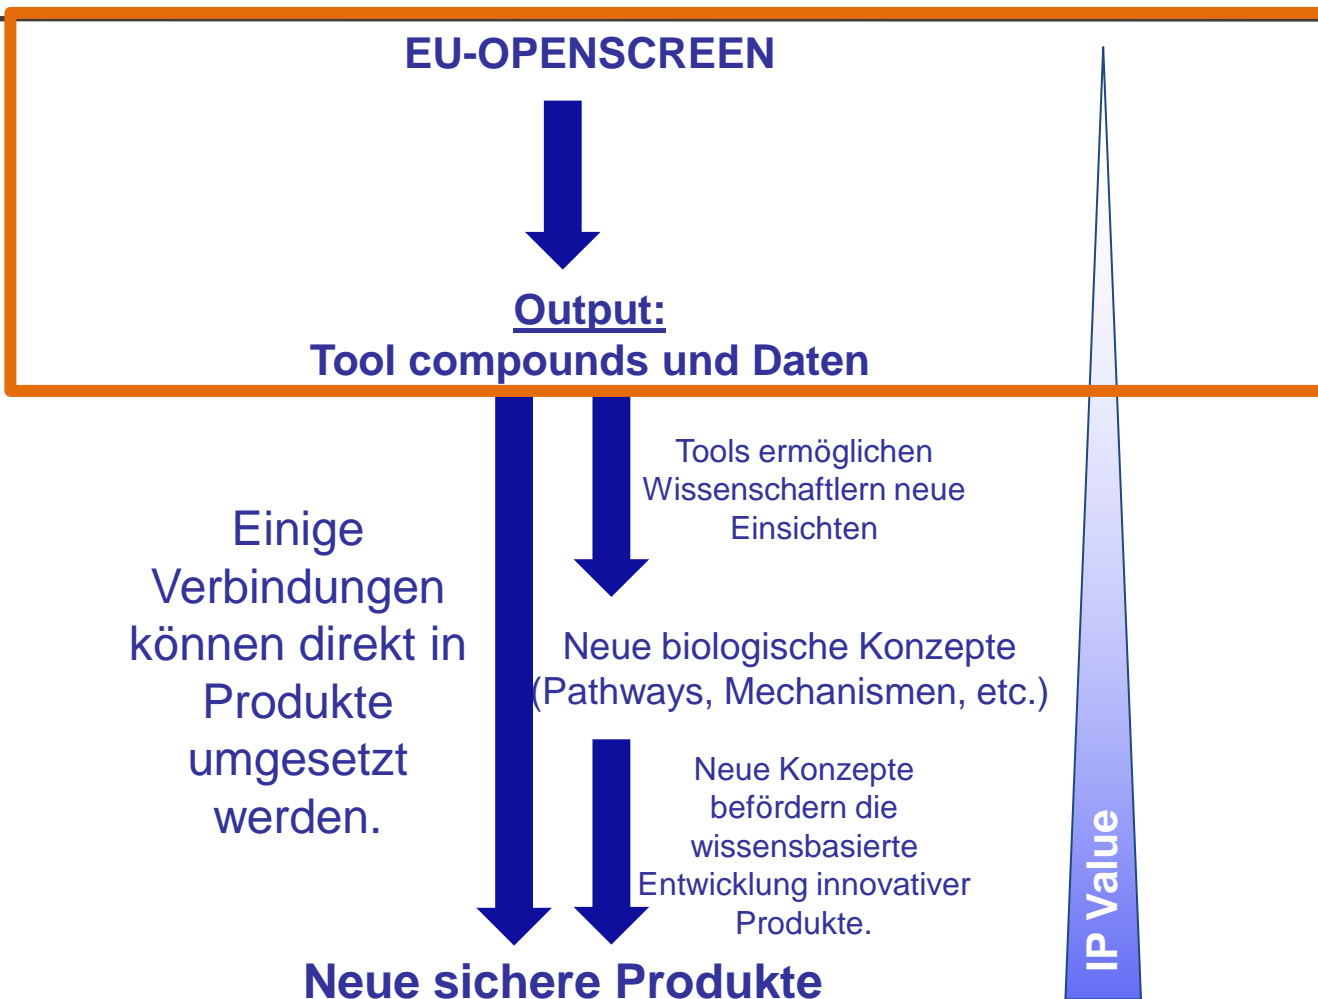 EU-OPENSCREEN
Output:
Tool compounds und Daten
Tools ermöglichen
Wissenschaftlern neue
Einsichten
Einige
Verbindungen
können direkt in
Produkte
umgesetzt
werden.
Neue biologische Konzepte
(Pathways, Mechanismen, etc.)
Neue Konzepte
befördern die
wissensbasierte
Entwicklung innovativer
Produkte.
Neue sichere Produkte
IP Value